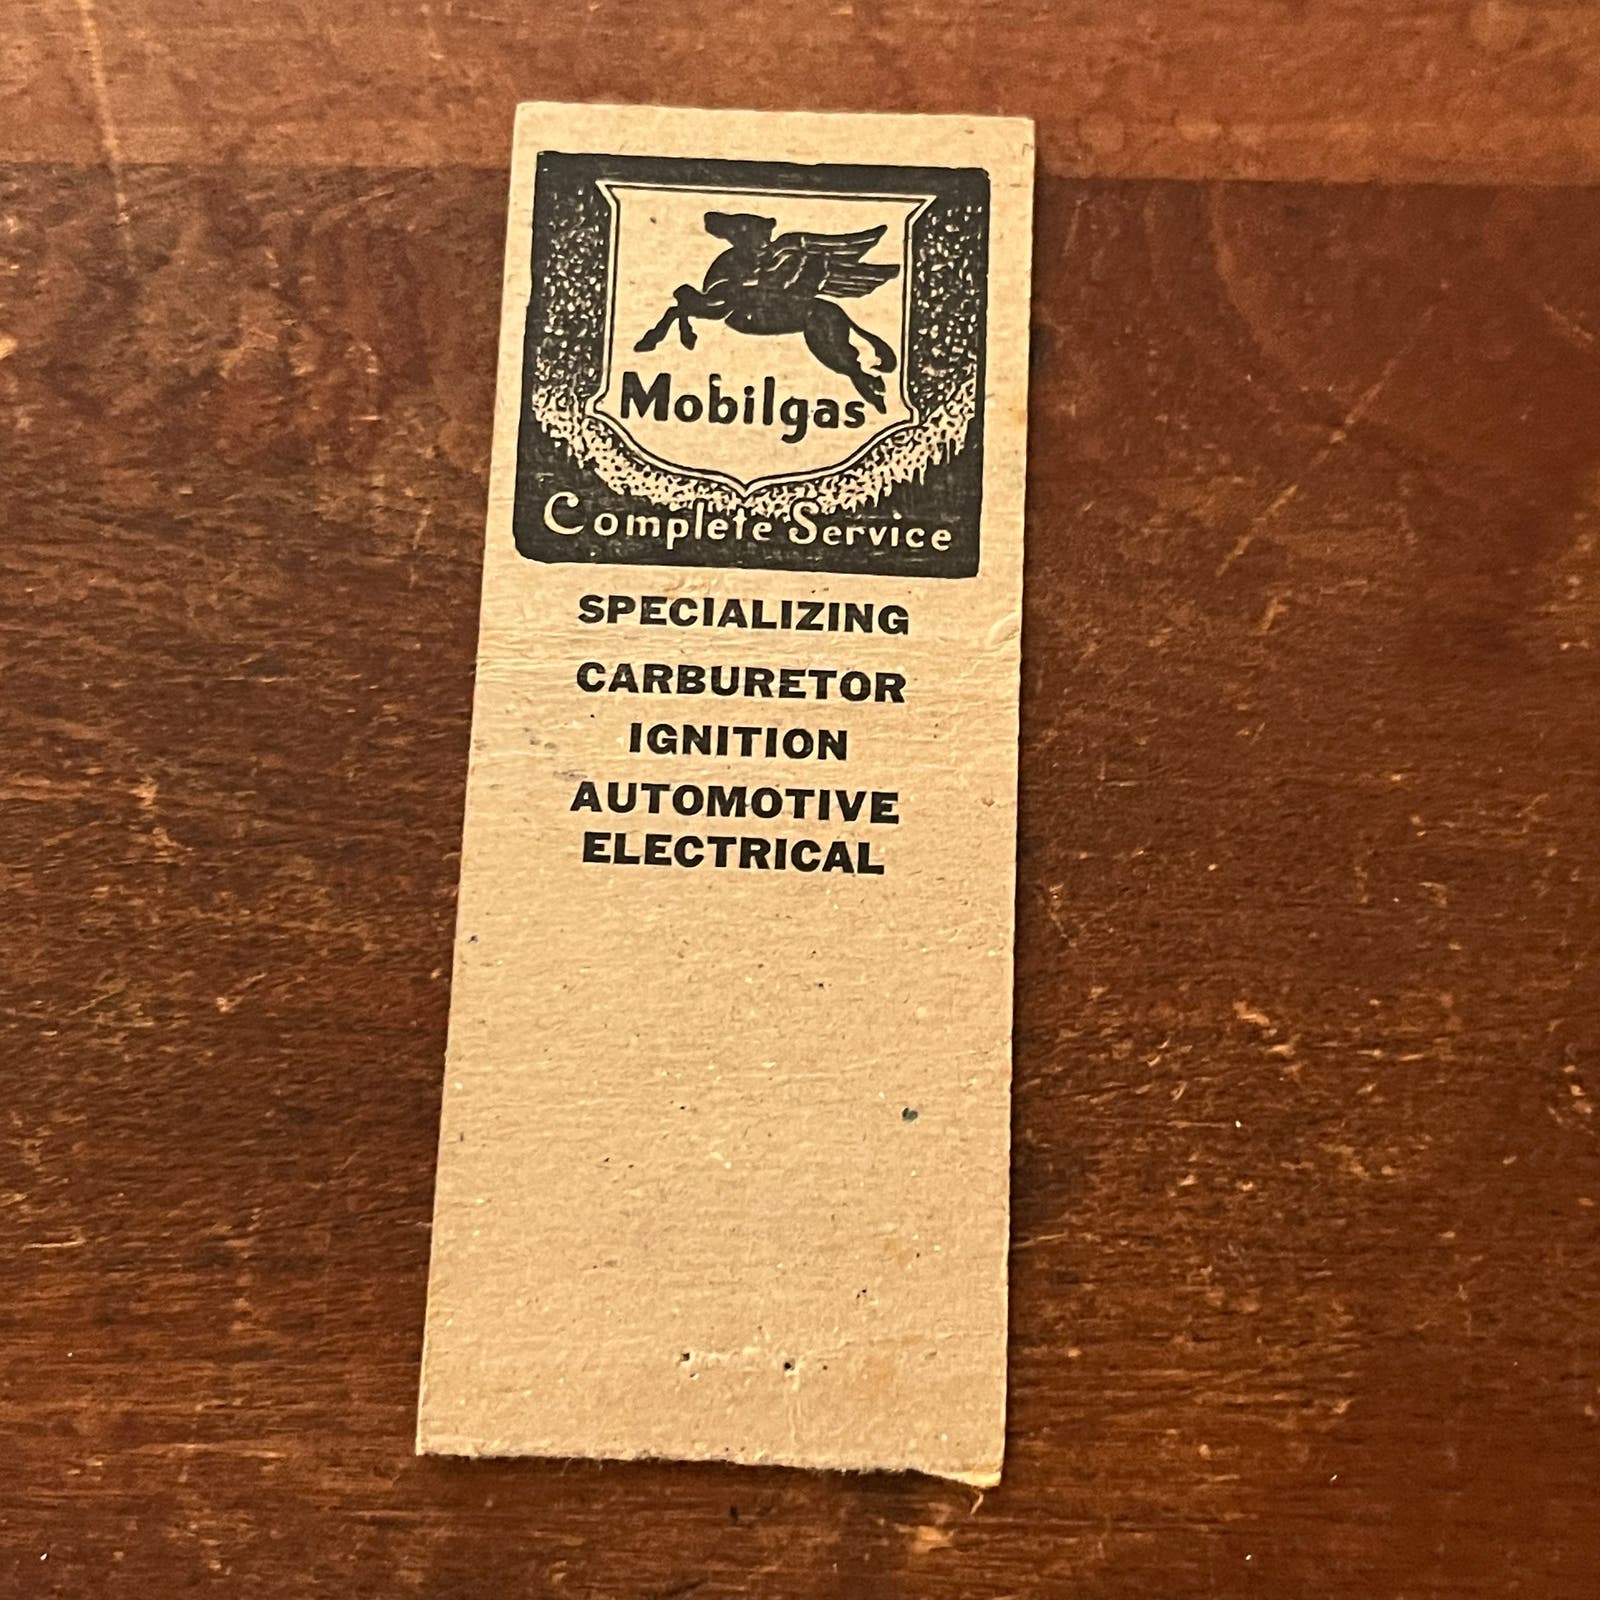 Mobilgas
Complete Service
SPECIALIZING
CARBURETOR
IGNITION
AUTOMOTIVE
ELECTRICAL